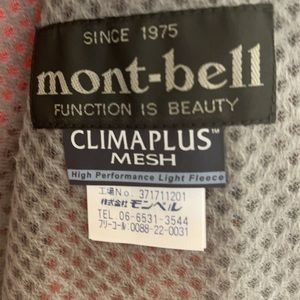 SINCE 1975
mont-bell
FUNCTION IS BEAUTY
CLIMAPLUS™
MESH
High Performance Light Fleece
工場No. 371711201
株式会社 モンベル
TEL. 06-6531-3544
フリーコール:0088-22-0031